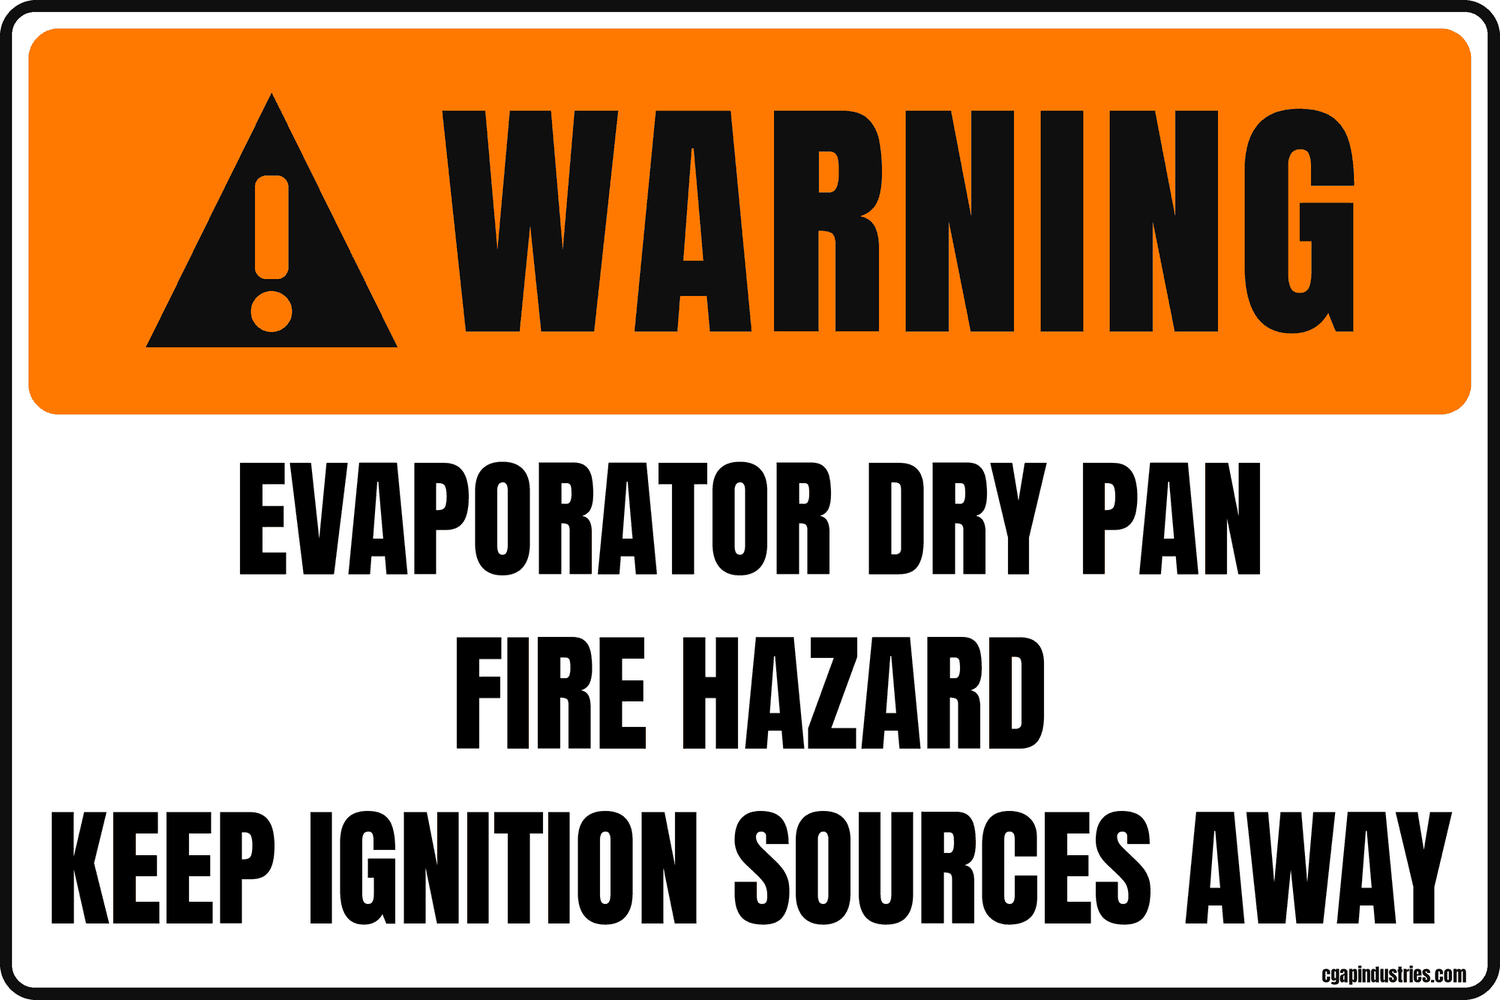 WARNING
EVAPORATOR DRY PAN
FIRE HAZARD
KEEP IGNITION SOURCES AWAY
cgapindustries.com